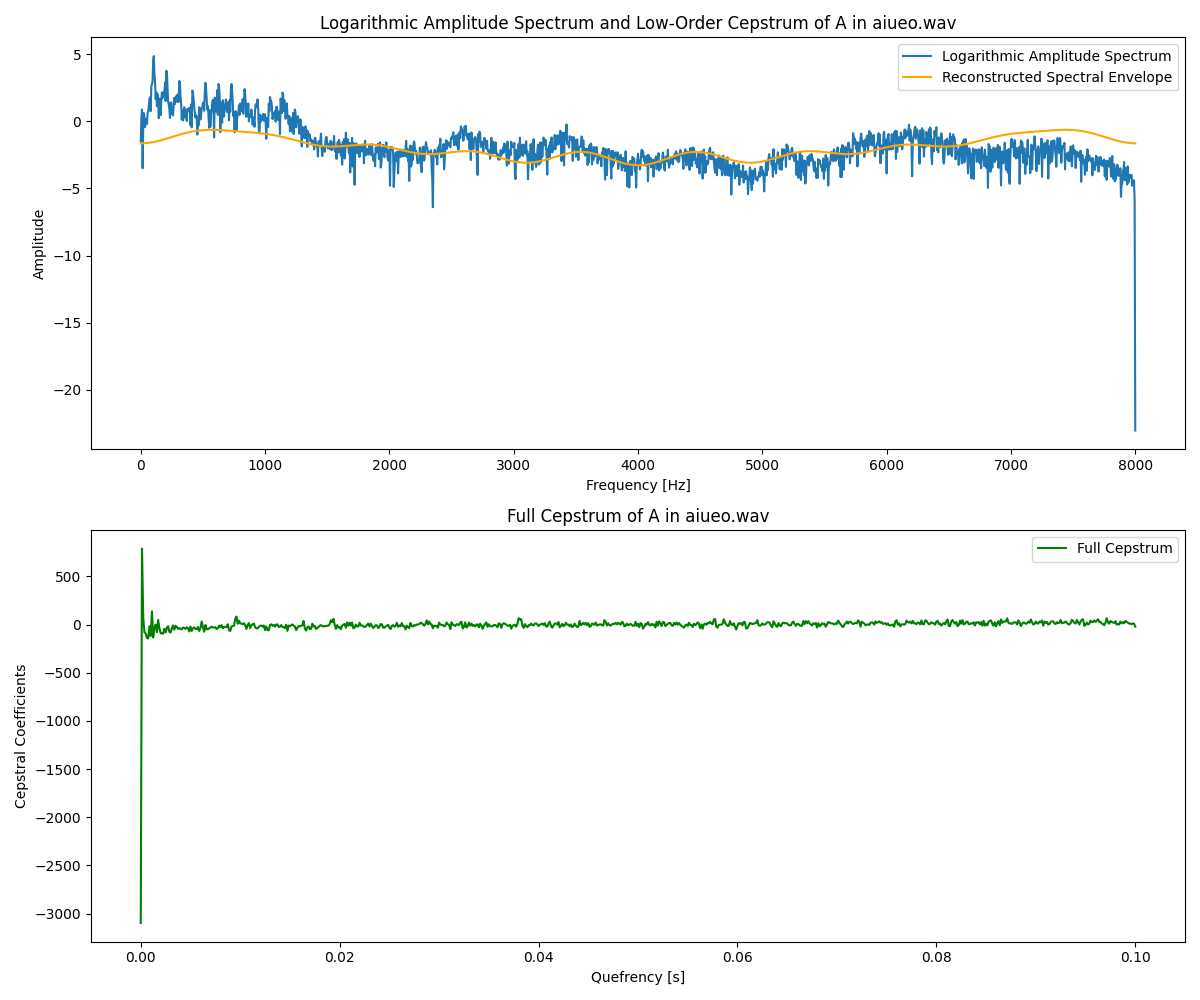 Logarithmic Amplitude Spectrum and Low-Order Cepstrum of A in aiueo.wav
Logarithmic Amplitude Spectrum
Reconstructed Spectral Envelope
5
0
−5
−10
−15
−20
Amplitude
0 1000 2000 3000 4000 5000 6000 7000 8000
Frequency [Hz]
Full Cepstrum of A in aiueo.wav
Full Cepstrum
500
0
−500
−1000
−1500
−2000
−2500
−3000
Cepstral Coefficients
0.00 0.02 0.04 0.06 0.08 0.10
Quefrency [s]